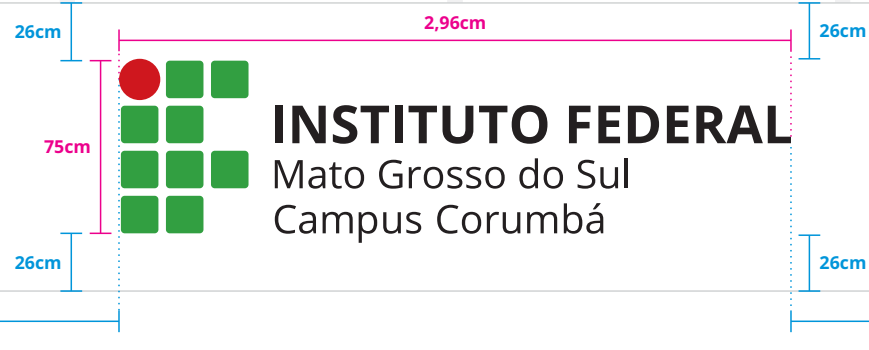 26cm
2,96cm
26cm
75cm
INSTITUTO FEDERAL
Mato Grosso do Sul
Campus Corumbá
26cm
26cm